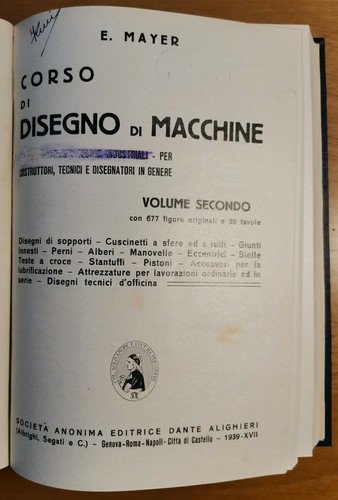 E. MAYER
CORSO
DI
DISEGNO DI MACCHINE
INDUSTRIALI - PER
COSTRUTTORI, TECNICI E DISEGNATORI IN GENERE
VOLUME SECONDO
con 677 figure originali e 29 tavole
Disegni di sopporti - Cuscinetti a sfere ed a rulli - Giunti
Innesti - Perni - Alberi - Manovelle - Eccentrici - Bielle
Teste a croce - Stantuffi - Pistoni - Accessori per la
lubrificazione - Attrezzature per lavorazioni ordinarie ed in
serie - Disegni tecnici d'officina
SOCIETÀ ANONIMA EDITRICE DANTE ALIGHIERI
(Albrighi, Segati e C.) - Genova-Roma-Napoli-Città di Castello - 1939-XVII